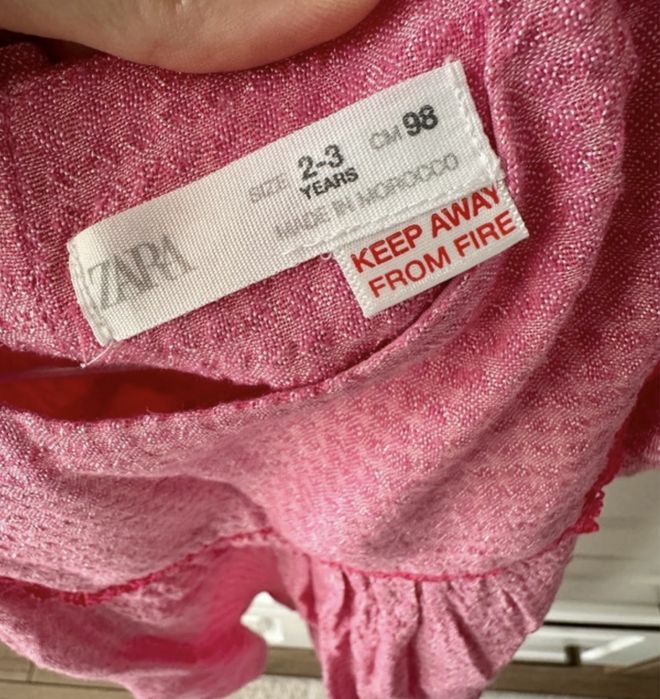 ZARA
SIZE 2-3 YEARS CM 98
MADE IN MOROCCO
KEEP AWAY
FROM FIRE